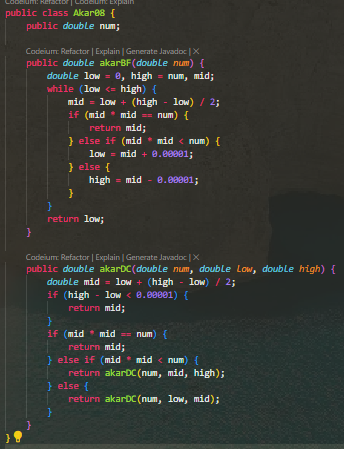 Codeium: Refactor | Codeium: Explain
public class Akar08 {
public double num;
Codeium: Refactor | Explain | Generate Javadoc | X
public double akarBF(double num) {
double low = 0, high = num, mid;
while (low <= high) {
mid = low + (high - low) / 2;
if (mid * mid == num) {
return mid;
} else if (mid * mid < num) {
low = mid + 0.00001;
} else {
high = mid - 0.00001;
}
}
return low;
}
Codeium: Refactor | Explain | Generate Javadoc | X
public double akarDC(double num, double low, double high) {
double mid = low + (high - low) / 2;
if (high - low < 0.00001) {
return mid;
}
if (mid * mid == num) {
return mid;
} else if (mid * mid < num) {
return akarDC(num, mid, high);
} else {
return akarDC(num, low, mid);
}
}
}